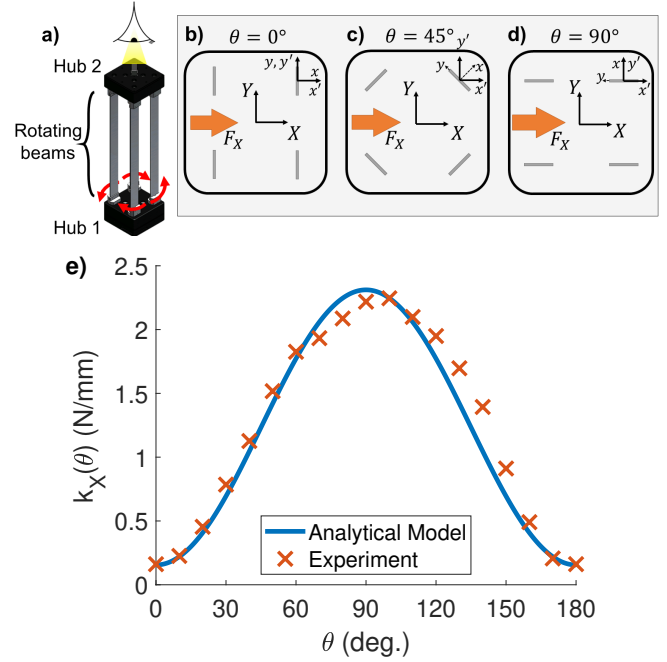 a)
Hub 2
Rotating
beams
Hub 1
b) θ = 0°
y, y′
x
x′
Y
X
F_X
c) θ = 45°
y′
y
x
x′
Y
X
F_X
d) θ = 90°
x
y′
y
x′
Y
X
F_X
e)
2.5
2
1.5
1
0.5
0
k_X(θ) (N/mm)
Analytical Model
Experiment
0 30 60 90 120 150 180
θ (deg.)